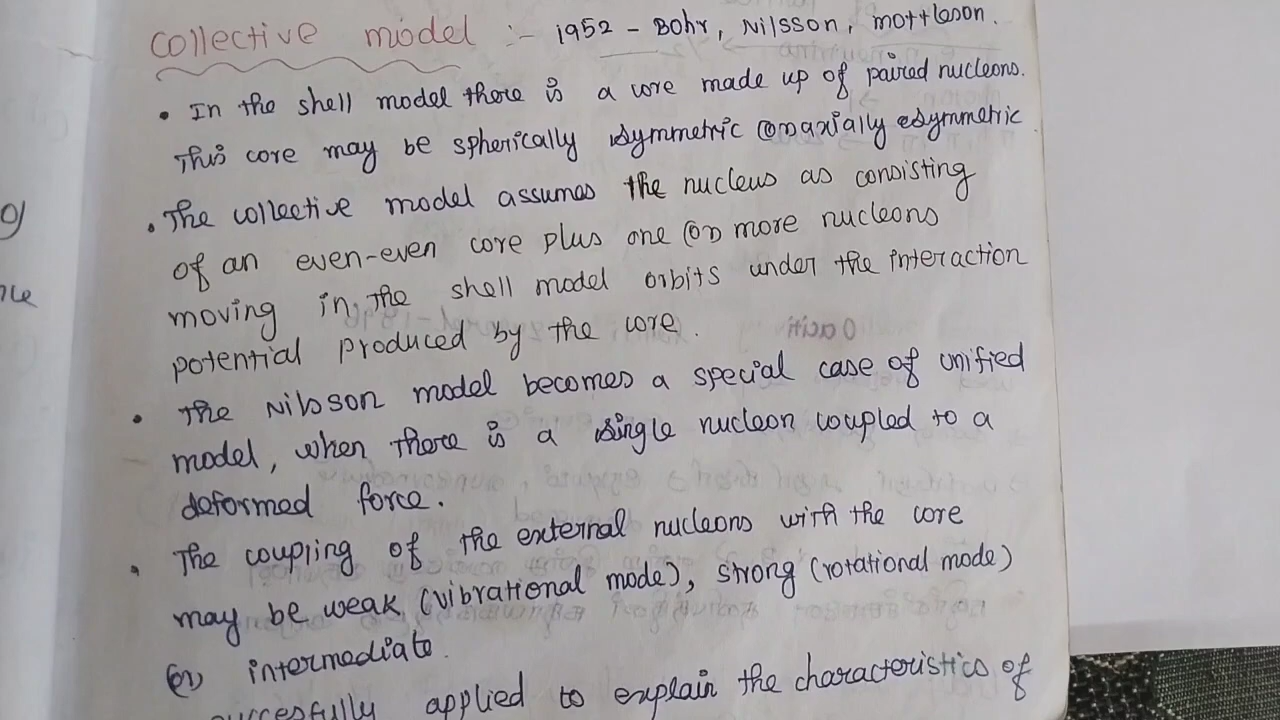 collective model :- 1952 - Bohr, Nilsson, mottleson.
• In the shell model there is a core made up of paired nucleons.
This core may be spherically symmetric (or) axially esymmetric
• The collective model assumes the nucleus as consisting
of an even-even core plus one (or) more nucleons
moving in the shell model orbits under the interaction
potential produced by the core.
• The Nilsson model becomes a special case of unified
model, when there is a single nucleon coupled to a
deformed force.
• The coupling of the external nucleons with the core
may be weak (vibrational mode), strong (rotational mode)
(or) intermediate.
successfully applied to explain the characteristics of